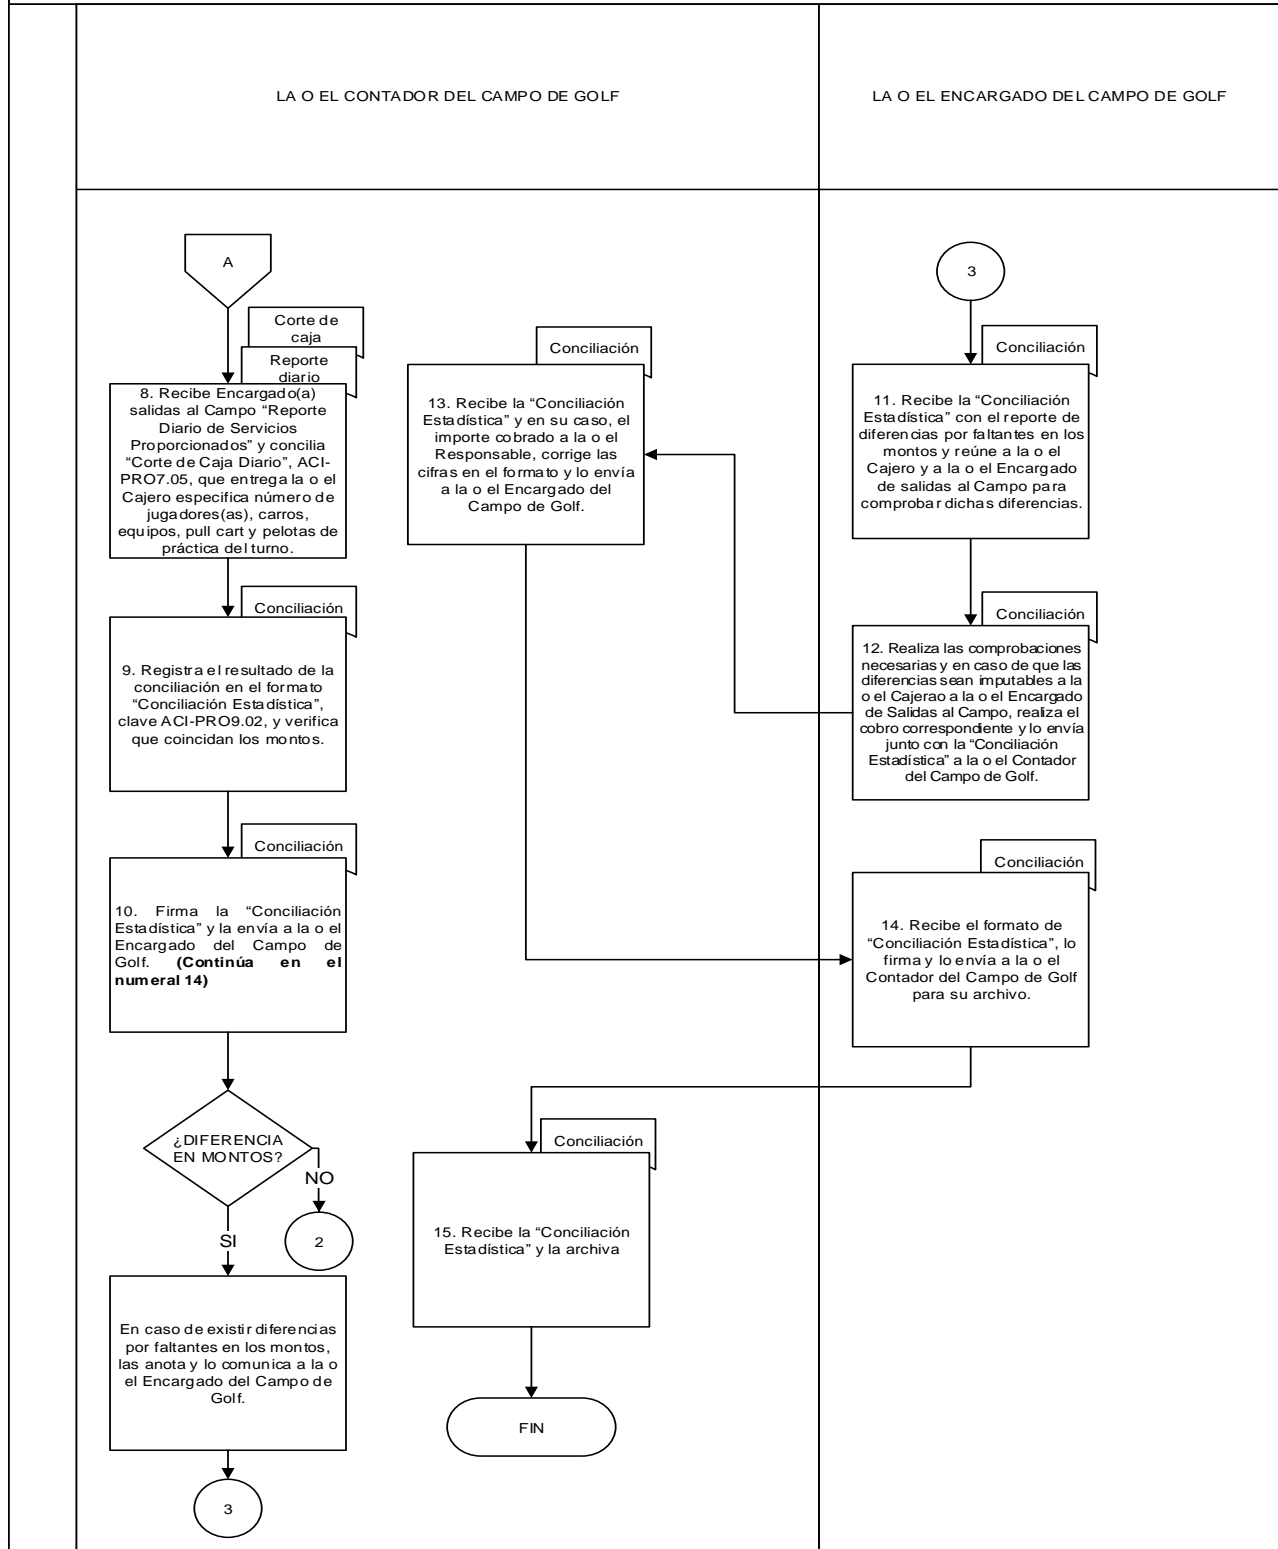 LA O EL CONTADOR DEL CAMPO DE GOLF
LA O EL ENCARGADO DEL CAMPO DE GOLF
A
Corte de
caja
Reporte
diario
8. Recibe Encargado(a)
salidas al Campo “Reporte
Diario de Servicios
Proporcionados” y concilia
“Corte de Caja Diario”, ACI-
PRO7.05, que entrega la o el
Cajero especifica número de
jugadores(as), carros,
equipos, pull cart y pelotas de
práctica del turno.
Conciliación
9. Registra el resultado de la
conciliación en el formato
“Conciliación Estadística”,
clave ACI-PRO9.02, y verifica
que coincidan los montos.
Conciliación
10. Firma la “Conciliación
Estadística” y la envía a la o el
Encargado del Campo de
Golf. (Continúa en el
numeral 14)
¿DIFERENCIA
EN MONTOS?
NO
2
SI
En caso de existir diferencias
por faltantes en los montos,
las anota y lo comunica a la o
el Encargado del Campo de
Golf.
3
Conciliación
13. Recibe la “Conciliación
Estadística” y en su caso, el
importe cobrado a la o el
Responsable, corrige las
cifras en el formato y lo envía
a la o el Encargado del
Campo de Golf.
Conciliación
15. Recibe la “Conciliación
Estadística” y la archiva
FIN
3
Conciliación
11. Recibe la “Conciliación
Estadística” con el reporte de
diferencias por faltantes en los
montos y reúne a la o el
Cajero y a la o el Encargado
de salidas al Campo para
comprobar dichas diferencias.
Conciliación
12. Realiza las comprobaciones
necesarias y en caso de que las
diferencias sean imputables a la
o el Cajerao a la o el Encargado
de Salidas al Campo, realiza el
cobro correspondiente y lo envía
junto con la “Conciliación
Estadística” a la o el Contador
del Campo de Golf.
Conciliación
14. Recibe el formato de
“Conciliación Estadística”, lo
firma y lo envía a la o el
Contador del Campo de Golf
para su archivo.